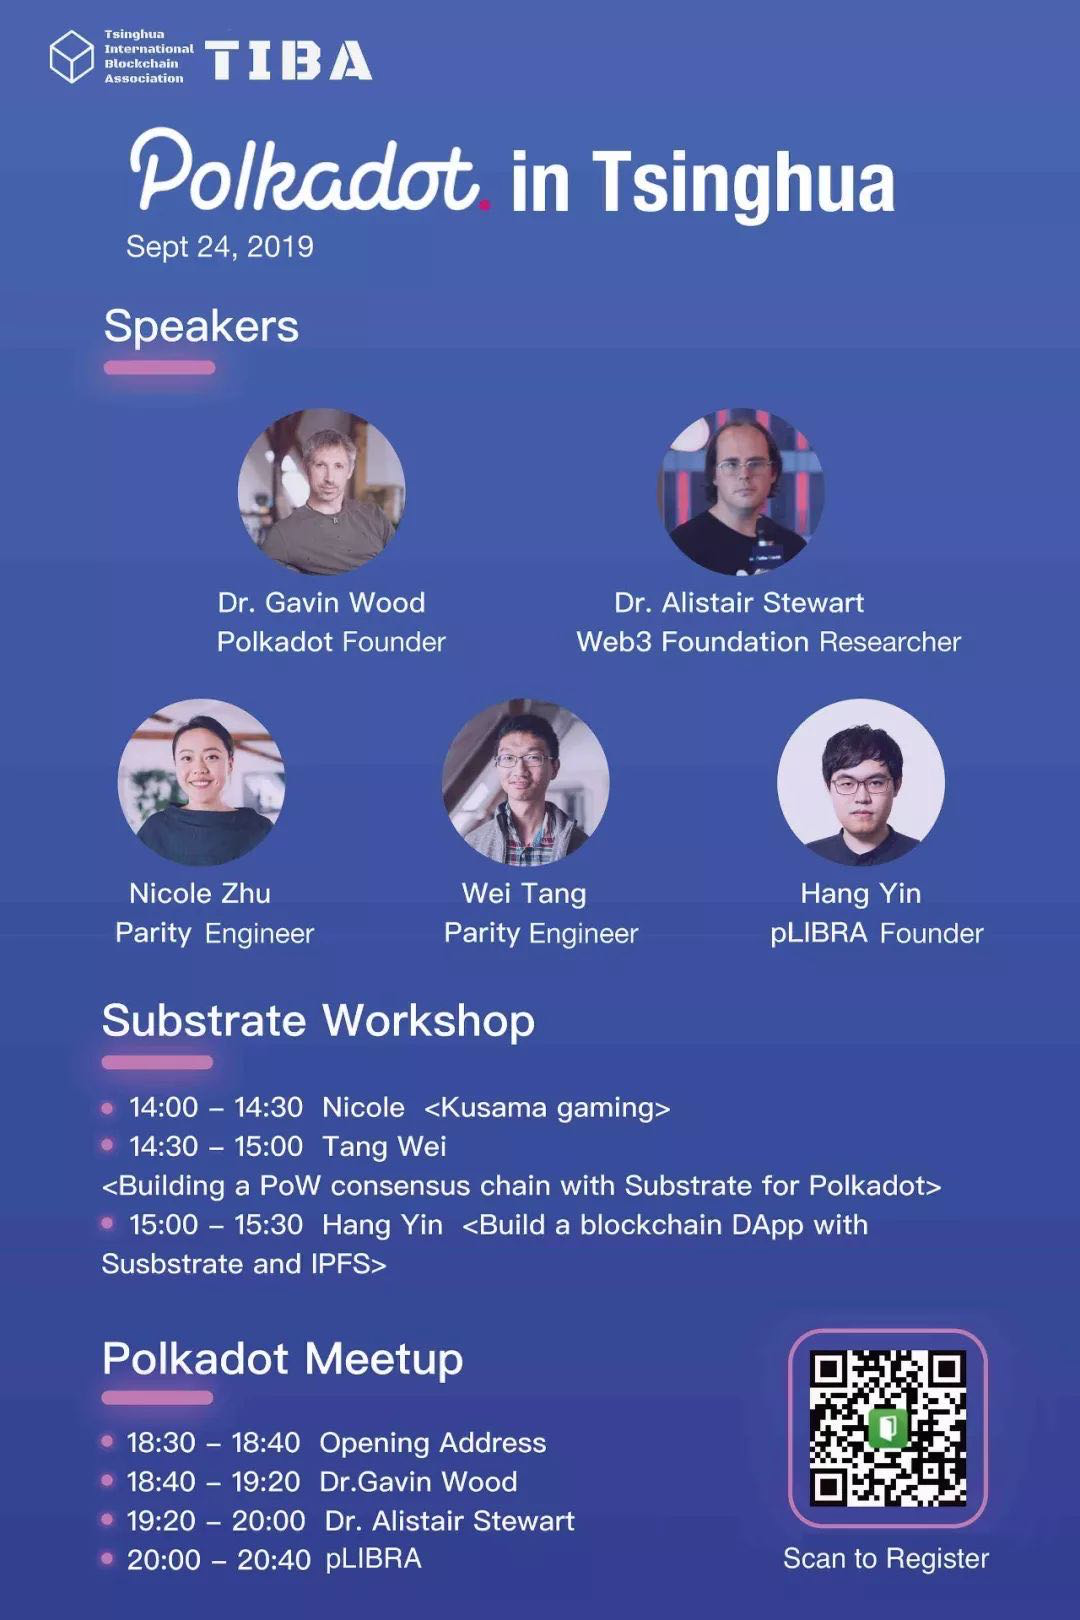 Tsinghua
International
Blockchain
Association
TIBA
Polkadot. in Tsinghua
Sept 24, 2019
Speakers
Dr. Gavin Wood
Polkadot Founder
Dr. Alistair Stewart
Web3 Foundation Researcher
Nicole Zhu
Parity Engineer
Wei Tang
Parity Engineer
Hang Yin
pLIBRA Founder
Substrate Workshop
14:00 – 14:30 Nicole <Kusama gaming>
14:30 – 15:00 Tang Wei
<Building a PoW consensus chain with Substrate for Polkadot>
15:00 – 15:30 Hang Yin <Build a blockchain DApp with
Susbstrate and IPFS>
Polkadot Meetup
18:30 – 18:40 Opening Address
18:40 – 19:20 Dr.Gavin Wood
19:20 – 20:00 Dr. Alistair Stewart
20:00 – 20:40 pLIBRA
Scan to Register